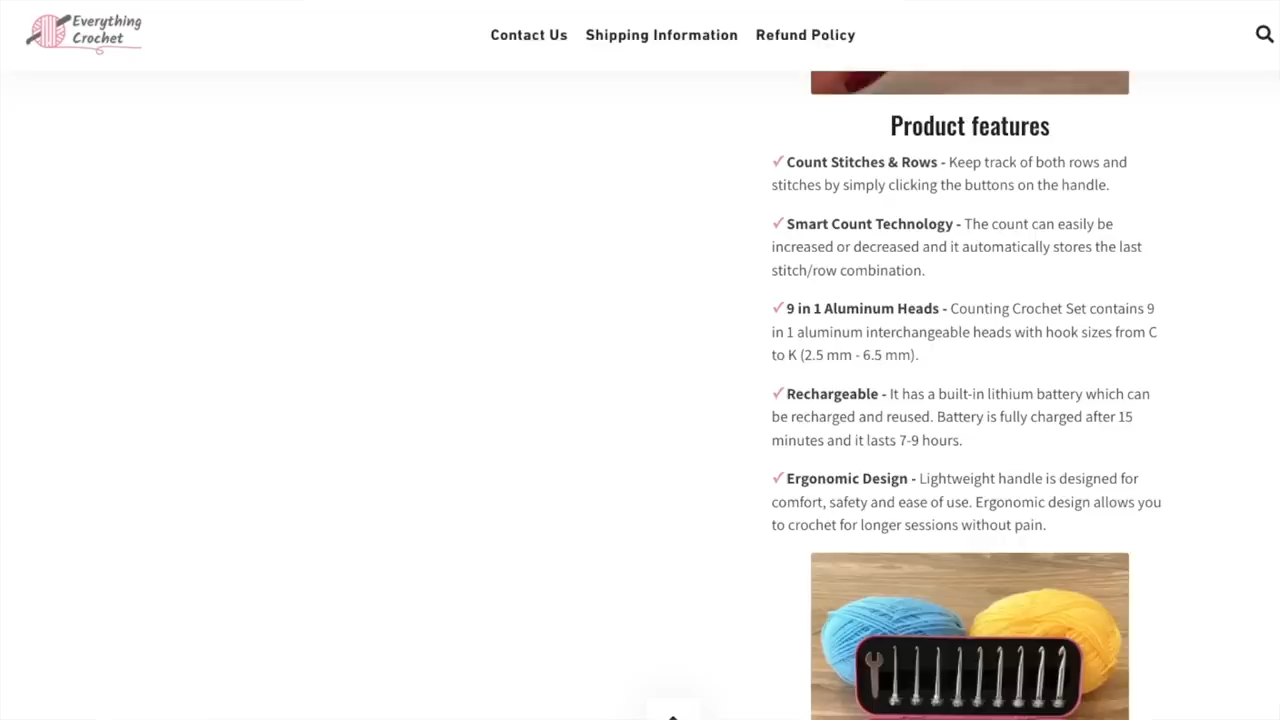 Everything
Crochet
Contact Us Shipping Information Refund Policy
Product features
✓Count Stitches & Rows - Keep track of both rows and
stitches by simply clicking the buttons on the handle.
✓Smart Count Technology - The count can easily be
increased or decreased and it automatically stores the last
stitch/row combination.
✓9 in 1 Aluminum Heads - Counting Crochet Set contains 9
in 1 aluminum interchangeable heads with hook sizes from C
to K (2.5 mm - 6.5 mm).
✓Rechargeable - It has a built-in lithium battery which can
be recharged and reused. Battery is fully charged after 15
minutes and it lasts 7-9 hours.
✓Ergonomic Design - Lightweight handle is designed for
comfort, safety and ease of use. Ergonomic design allows you
to crochet for longer sessions without pain.